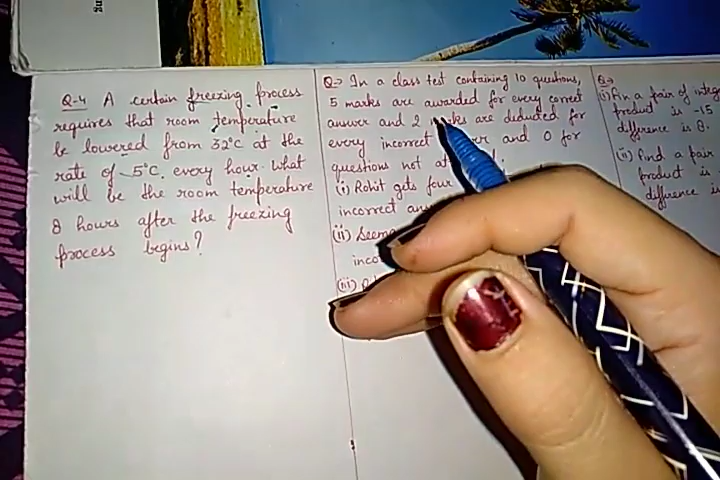 Q-4 A certain freezing process
requires that room temperature
be lowered from 32°C at the
rate of 5°C every hour. What
will be the room temperature
8 hours after the freezing
process begins?
Q→ In a class test containing 10 questions,
5 marks are awarded for every correct
answer and 2 are deducted for
every incorrect and 0 for
questions not
(i) Rohit gets four
incorrect
(ii) Seema
(iii)
Q→
(i) Find a pair of
product is -15
difference is 8.
(ii) Find a pair
product is
difference is